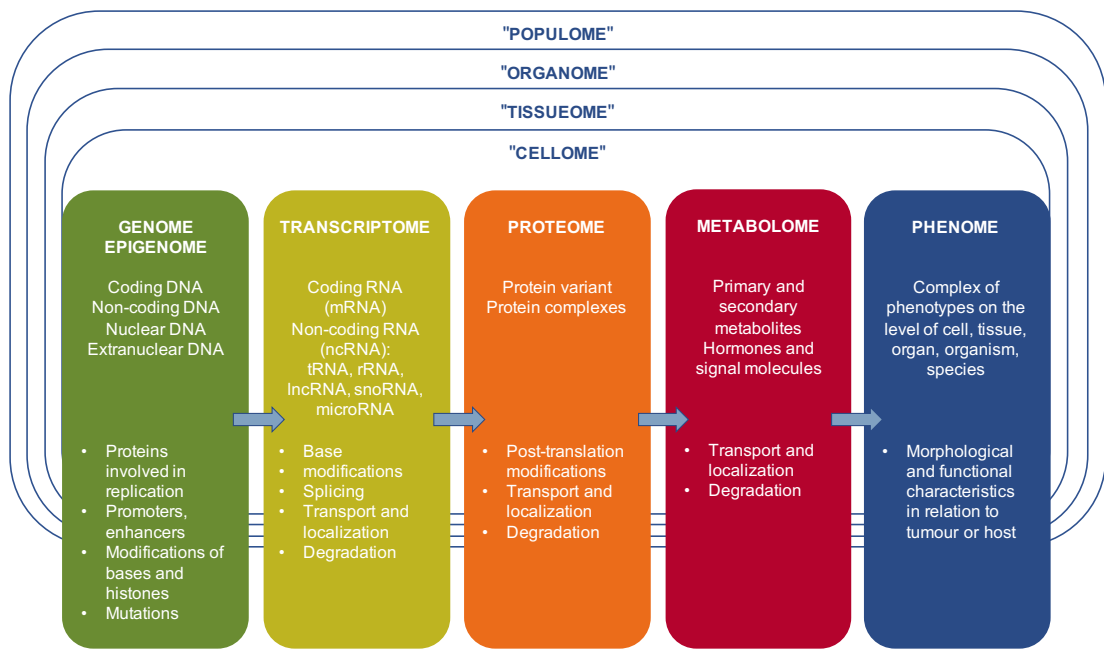 "POPULOME"
"ORGANOME"
"TISSUEOME"
"CELLOME"
GENOME
EPIGENOME
Coding DNA
Non-coding DNA
Nuclear DNA
Extranuclear DNA
• Proteins
involved in
replication
• Promoters,
enhancers
• Modifications of
bases and
histones
• Mutations
TRANSCRIPTOME
Coding RNA
(mRNA)
Non-coding RNA
(ncRNA):
tRNA, rRNA,
lncRNA, snoRNA,
microRNA
• Base
• modifications
• Splicing
• Transport and
localization
• Degradation
PROTEOME
Protein variant
Protein complexes
• Post-translation
modifications
• Transport and
localization
• Degradation
METABOLOME
Primary and
secondary
metabolites
Hormones and
signal molecules
• Transport and
localization
• Degradation
PHENOME
Complex of
phenotypes on the
level of cell, tissue,
organ, organism,
species
• Morphological
and functional
characteristics
in relation to
tumour or host